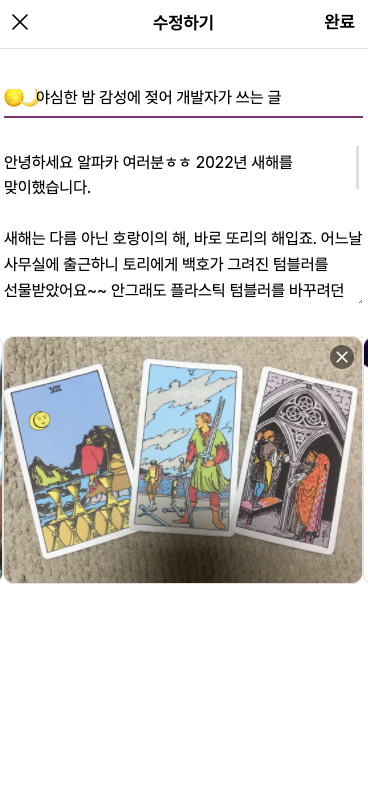 수정하기
완료
🌕🌙야심한 밤 감성에 젖어 개발자가 쓰는 글
안녕하세요 알파카 여러분ㅎㅎ 2022년 새해를
맞이했습니다.
새해는 다름 아닌 호랑이의 해, 바로 또리의 해입죠. 어느날
사무실에 출근하니 토리에게 백호가 그려진 텀블러를
선물받았어요~~ 안그래도 플라스틱 텀블러를 바꾸려던
VIII
V
III